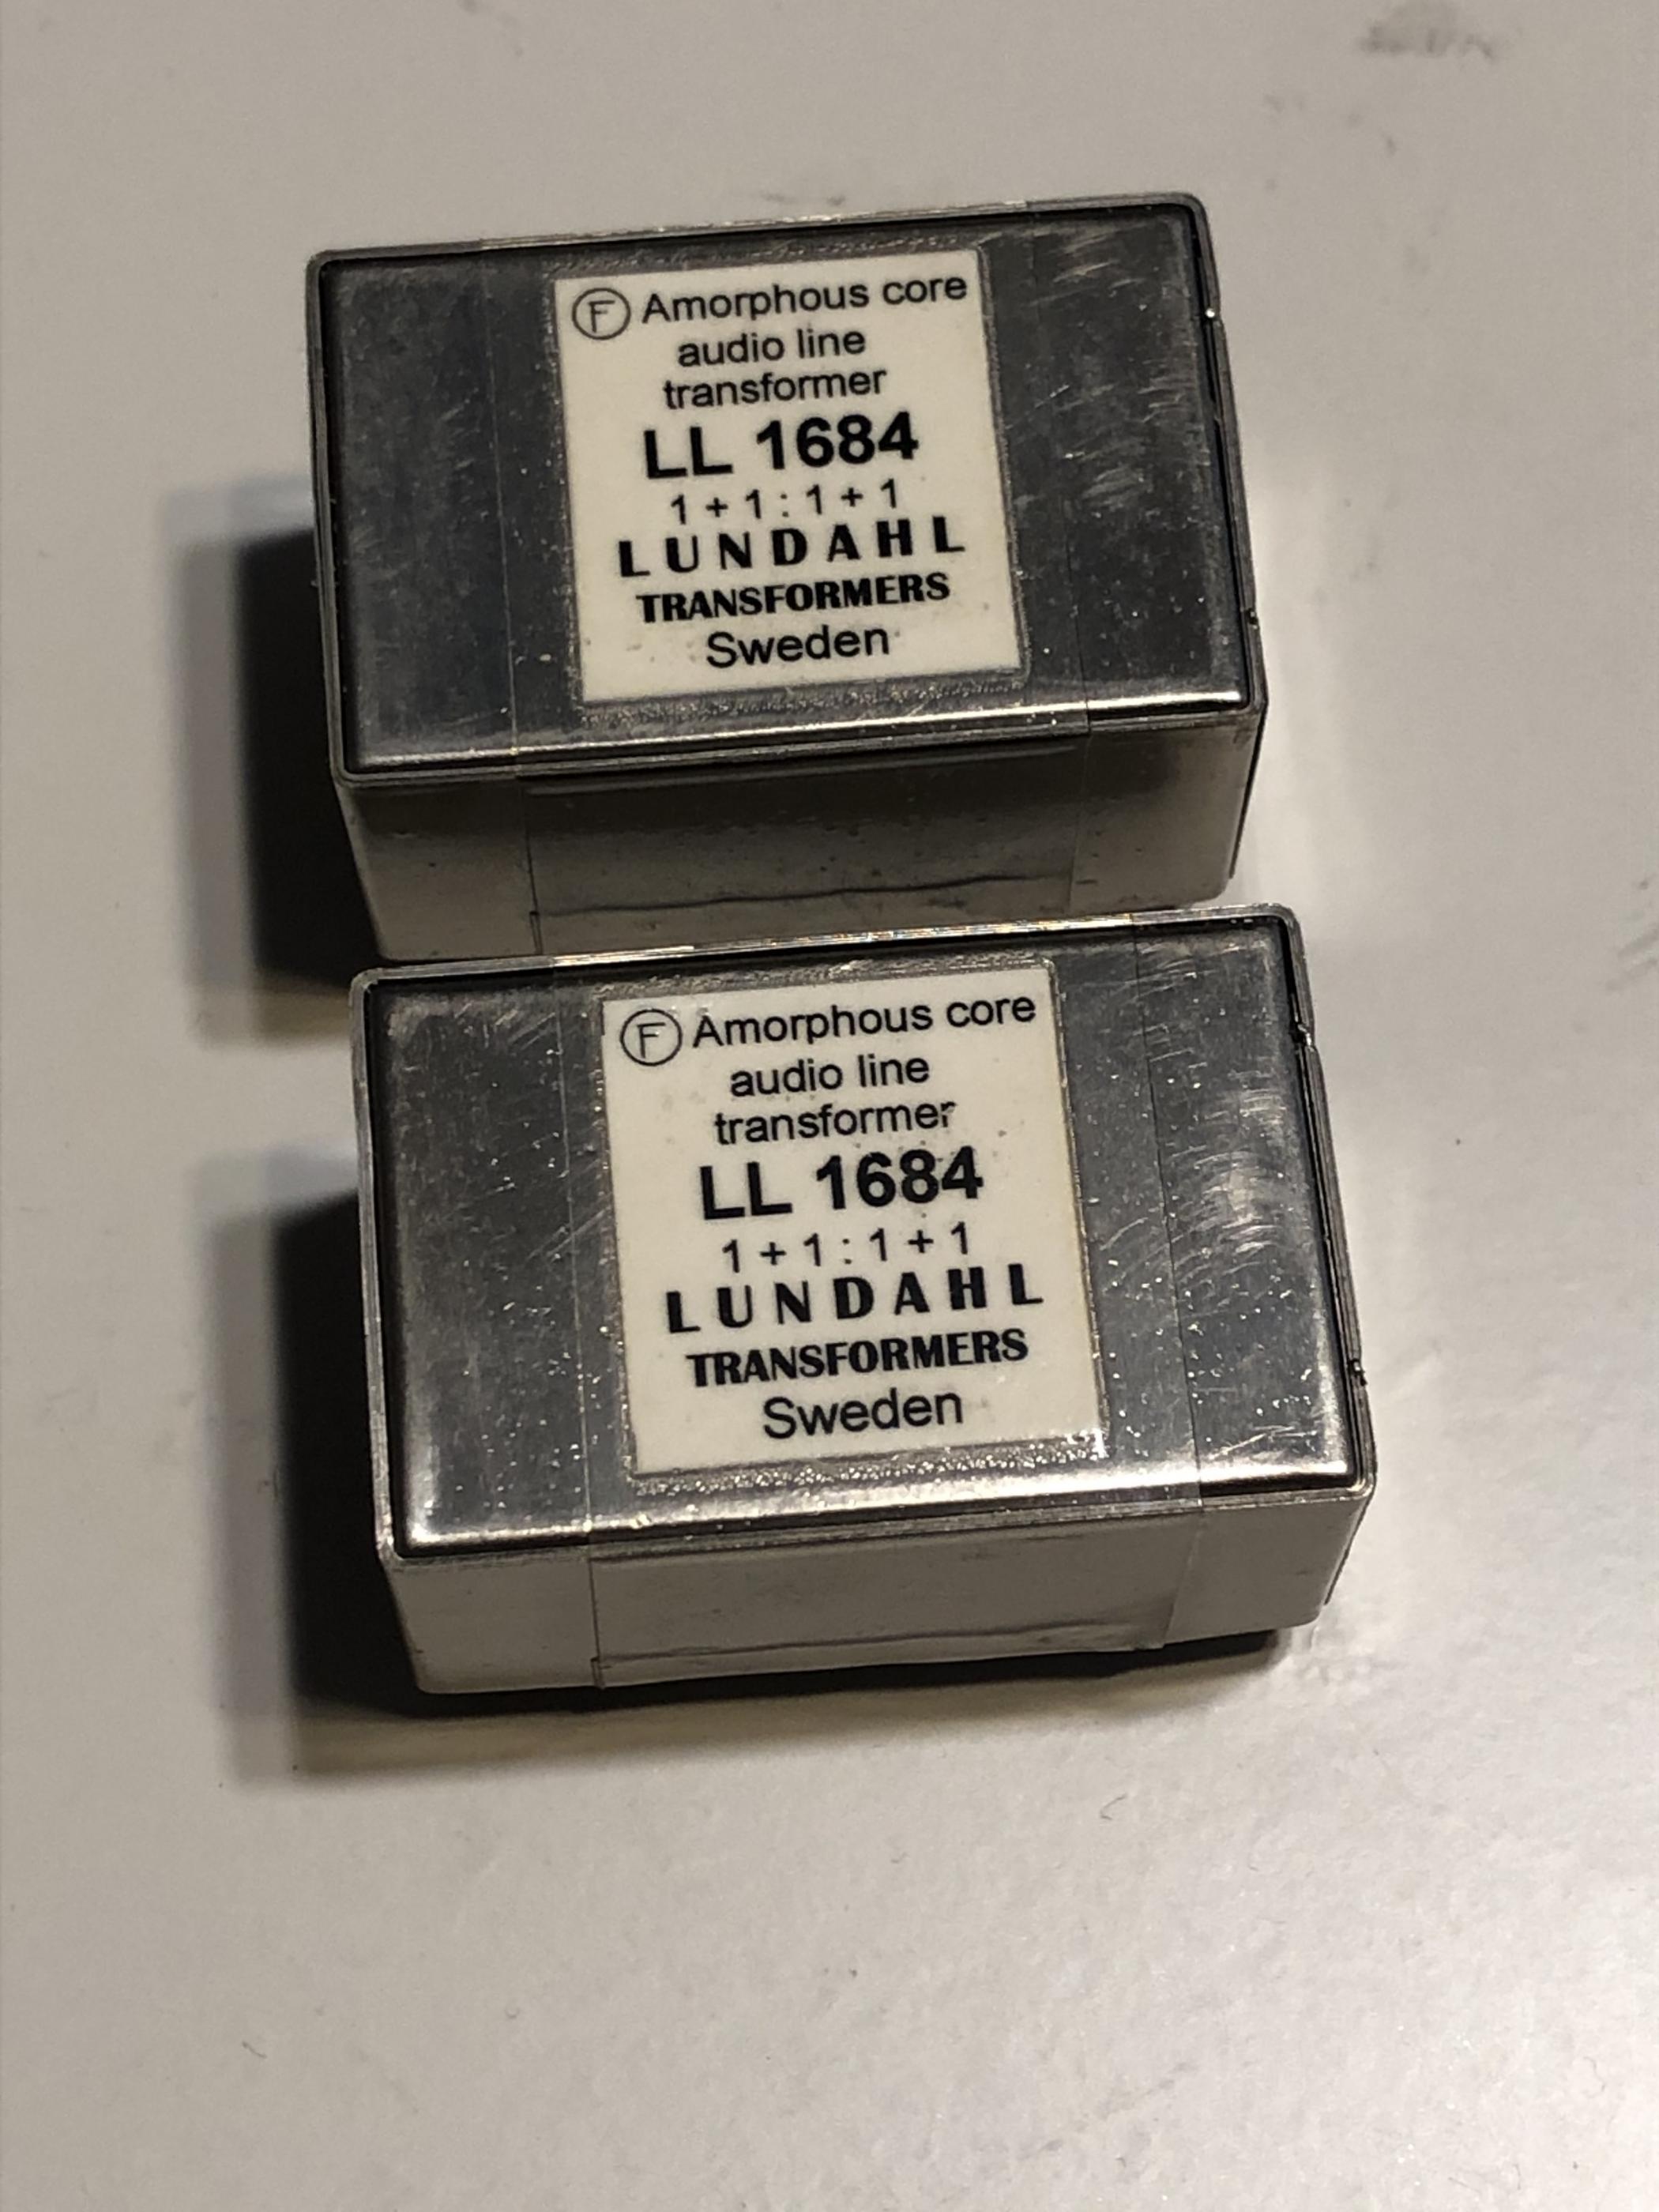 Ⓕ Amorphous core
audio line
transformer
LL 1684
1 + 1 : 1 + 1
LUNDAHL
TRANSFORMERS
Sweden
Ⓕ Amorphous core
audio line
transformer
LL 1684
1 + 1 : 1 + 1
LUNDAHL
TRANSFORMERS
Sweden